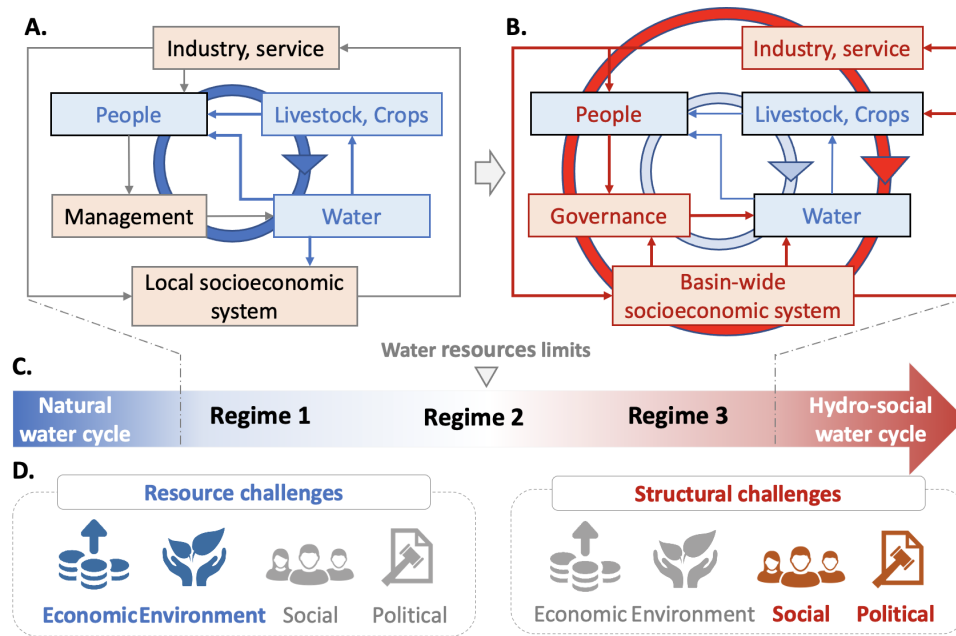 A.
Industry, service
People
Livestock, Crops
Management
Water
Local socioeconomic
system
B.
Industry, service
People
Livestock, Crops
Governance
Water
Basin-wide
socioeconomic system
Water resources limits
C.
Natural
water cycle
Regime 1
Regime 2
Regime 3
Hydro-social
water cycle
D.
Resource challenges
Economic
Environment
Social
Political
Structural challenges
Economic
Environment
Social
Political